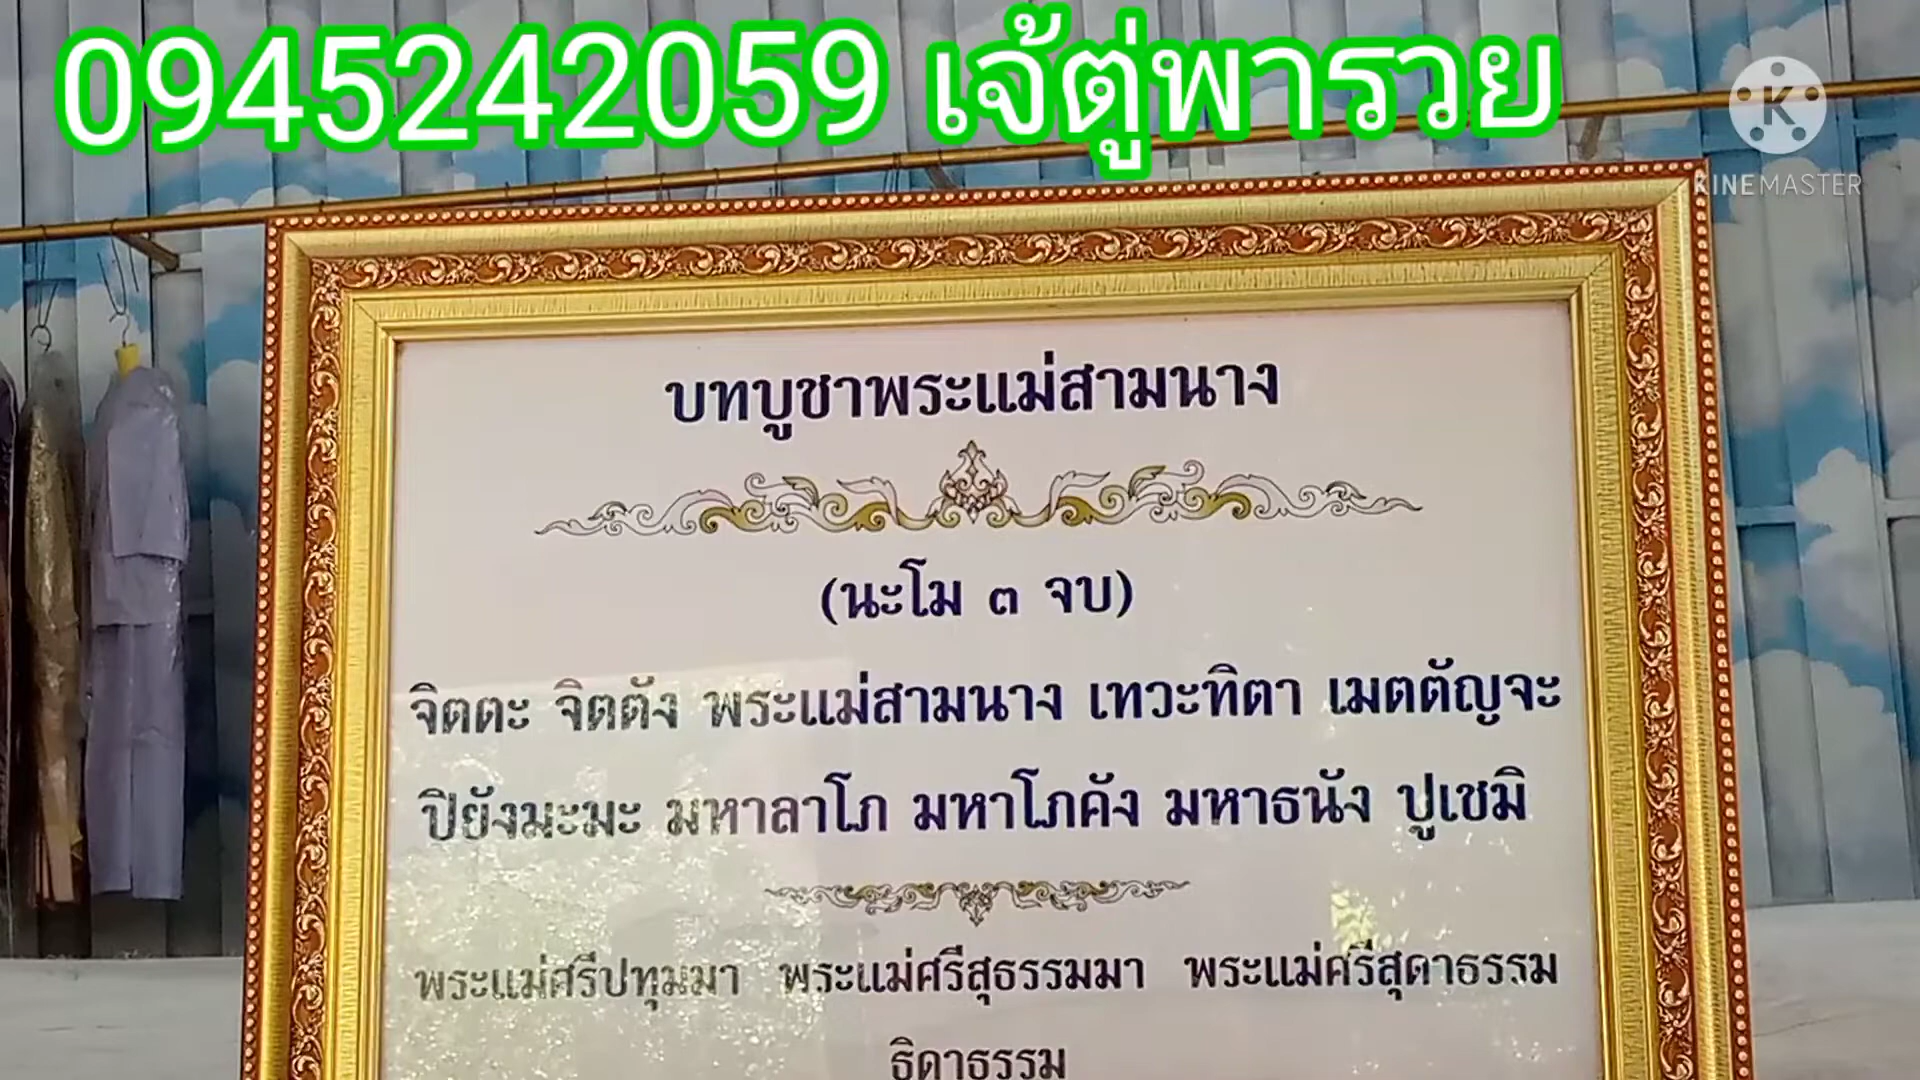 0945242059 เจ้ตู่พารวย
K
KINEMASTER
บทบูชาพระแม่สามนาง
(นะโม ๓ จบ)
จิตตะ จิตตัง พระแม่สามนาง เทวะทิตา เมตตัญจะ
ปิยังมะมะ มหาลาโภ มหาโภคัง มหาธนัง ปูเชมิ
พระแม่ศรีปทุมมา พระแม่ศรีสุธรรมมา พระแม่ศรีสุดาธรรม
ธิดาธรรม